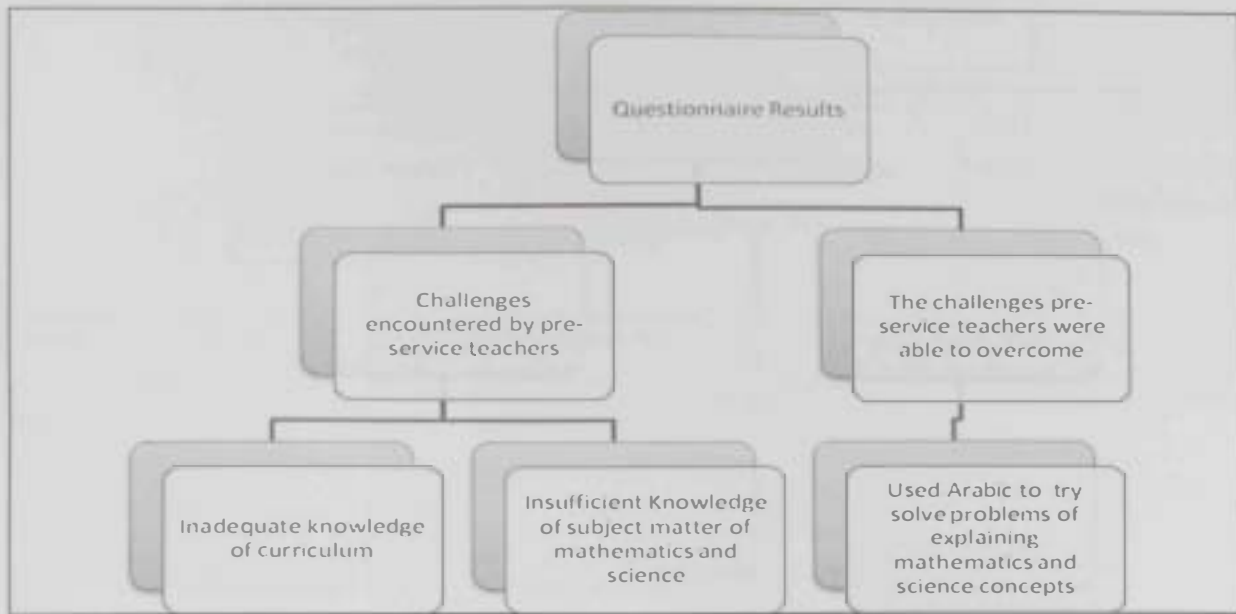 Questionnaire Results
Challenges
encountered by pre-
service teachers
The challenges pre-
service teachers were
able to overcome
Inadequate knowledge
of curriculum
Insufficient Knowledge
of subject matter of
mathematics and
science
Used Arabic to try
solve problems of
explaining
mathematics and
science concepts